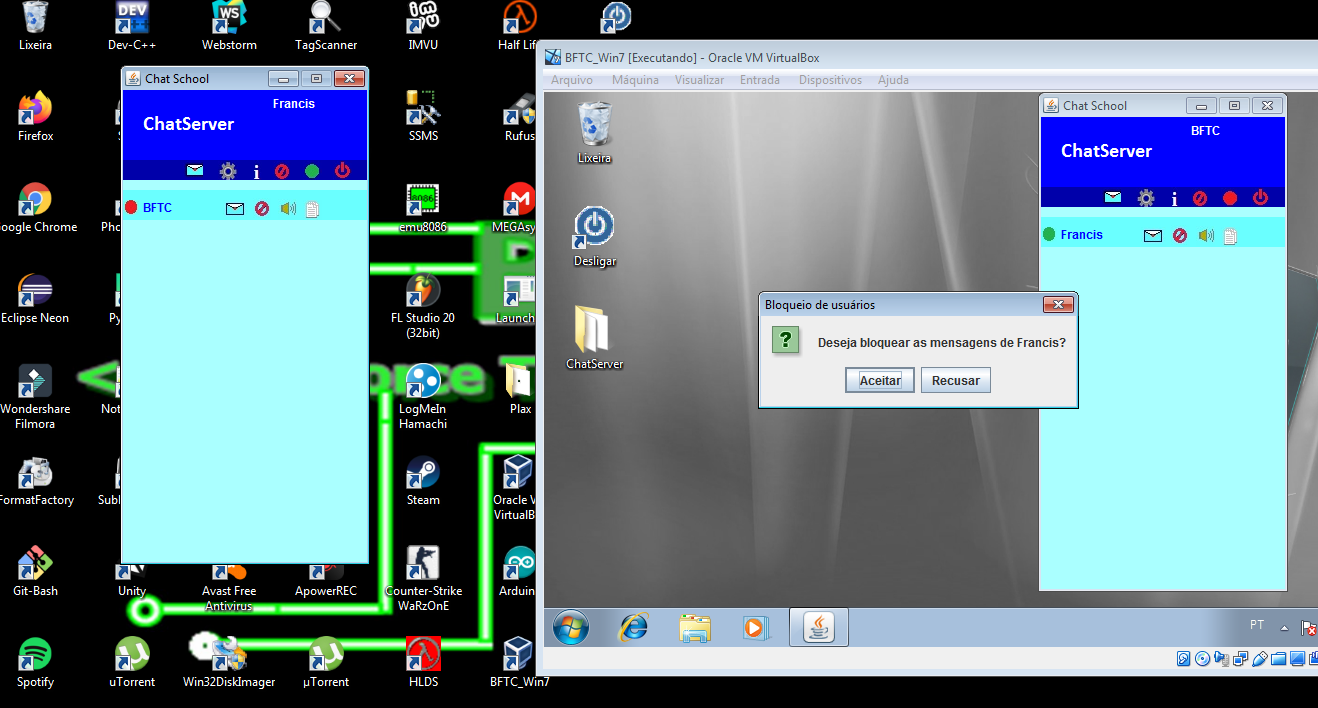 Lixeira
Dev-C++
Webstorm
TagScanner
IMVU
Half Lif
Chat School
Francis
ChatServer
BFTC
Firefox
SSMS
Rufus
oogle Chrome
Pho
emu8086
MEGAsy
Eclipse Neon
Py
FL Studio 20
(32bit)
Launch
Wondershare
Filmora
Not
LogMeIn
Hamachi
Plax
FormatFactory
Subl
Steam
Oracle V
VirtualB
Git-Bash
Unity
Avast Free
Antivirus
ApowerREC
Counter-Strike
WaRzOnE
Arduin
Spotify
uTorrent
Win32DiskImager
µTorrent
HLDS
BFTC_Win7
BFTC_Win7 [Executando] - Oracle VM VirtualBox
Arquivo Máquina Visualizar Entrada Dispositivos Ajuda
Lixeira
Desligar
ChatServer
Chat School
BFTC
ChatServer
Francis
Bloqueio de usuários
Deseja bloquear as mensagens de Francis?
Aceitar Recusar
PT